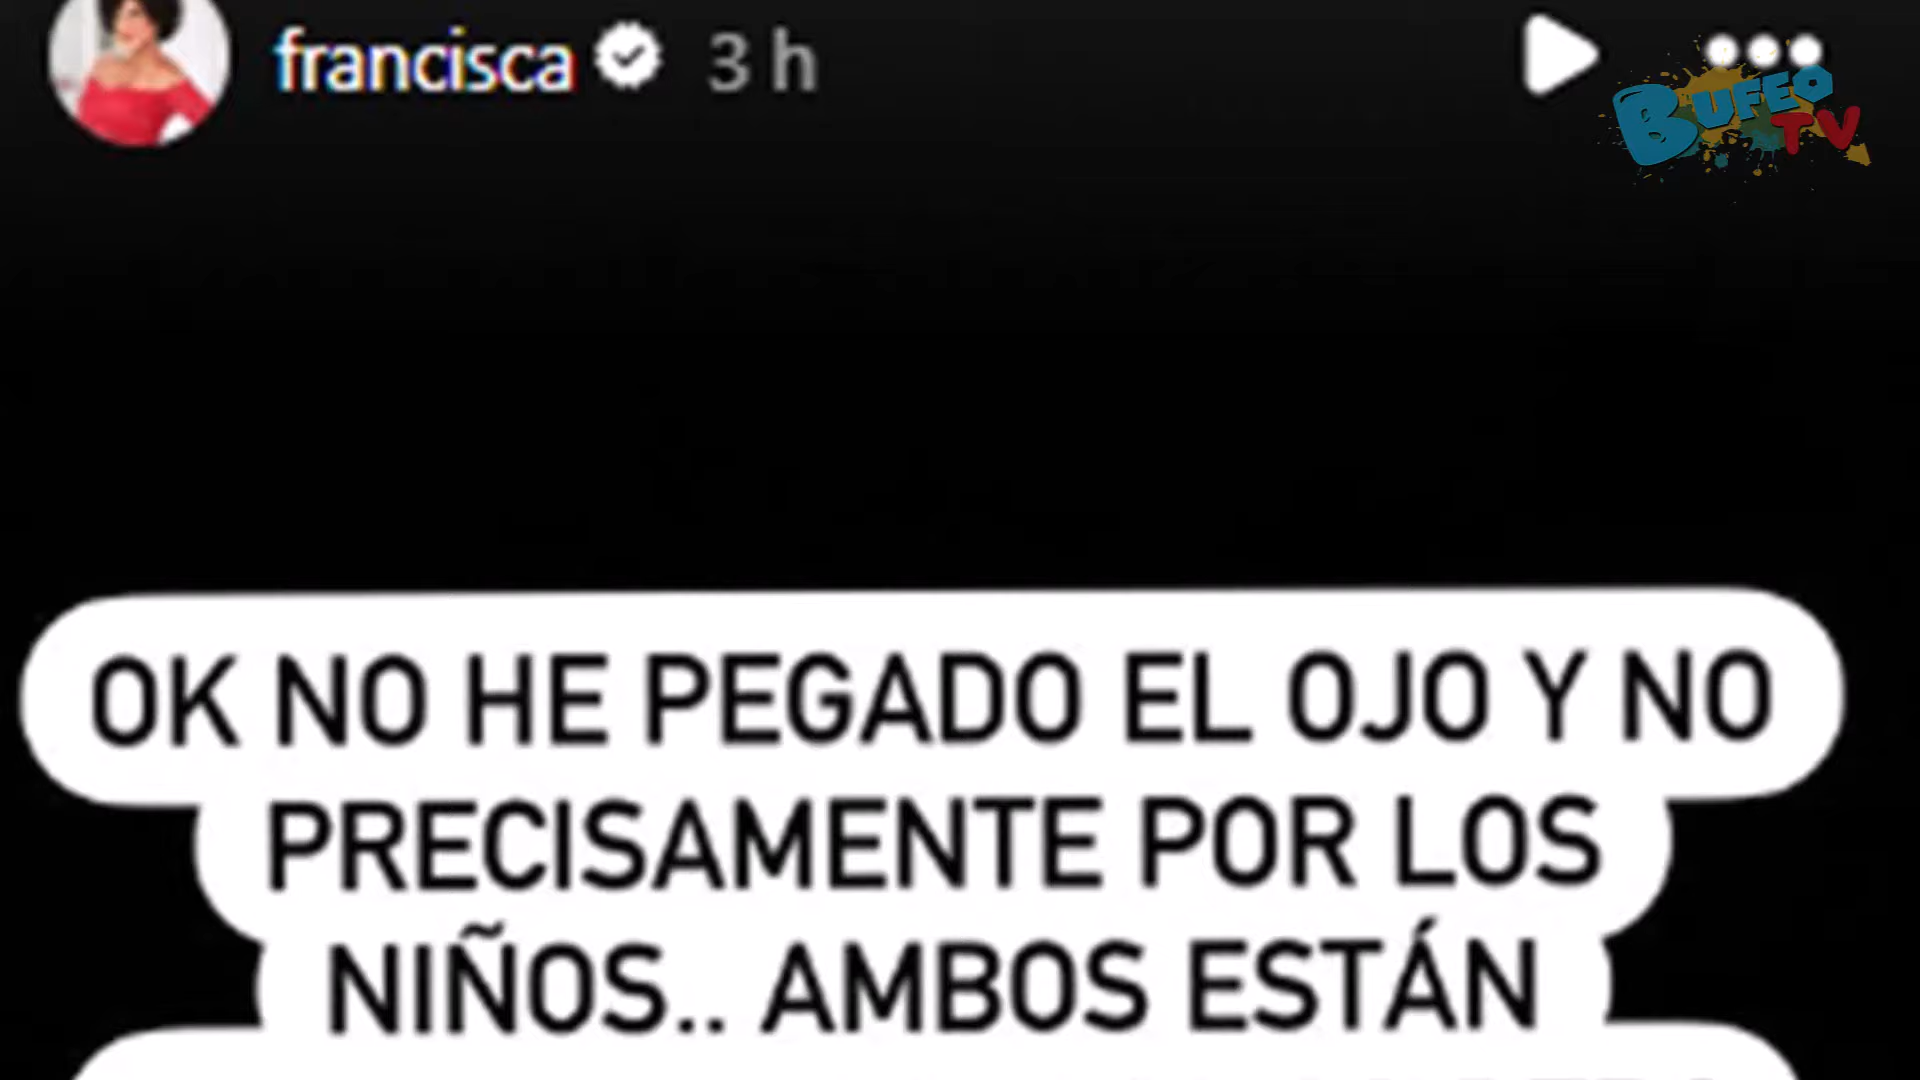 francisca 3 h
BUFEO
TV
OK NO HE PEGADO EL OJO Y NO
PRECISAMENTE POR LOS
NIÑOS.. AMBOS ESTÁN